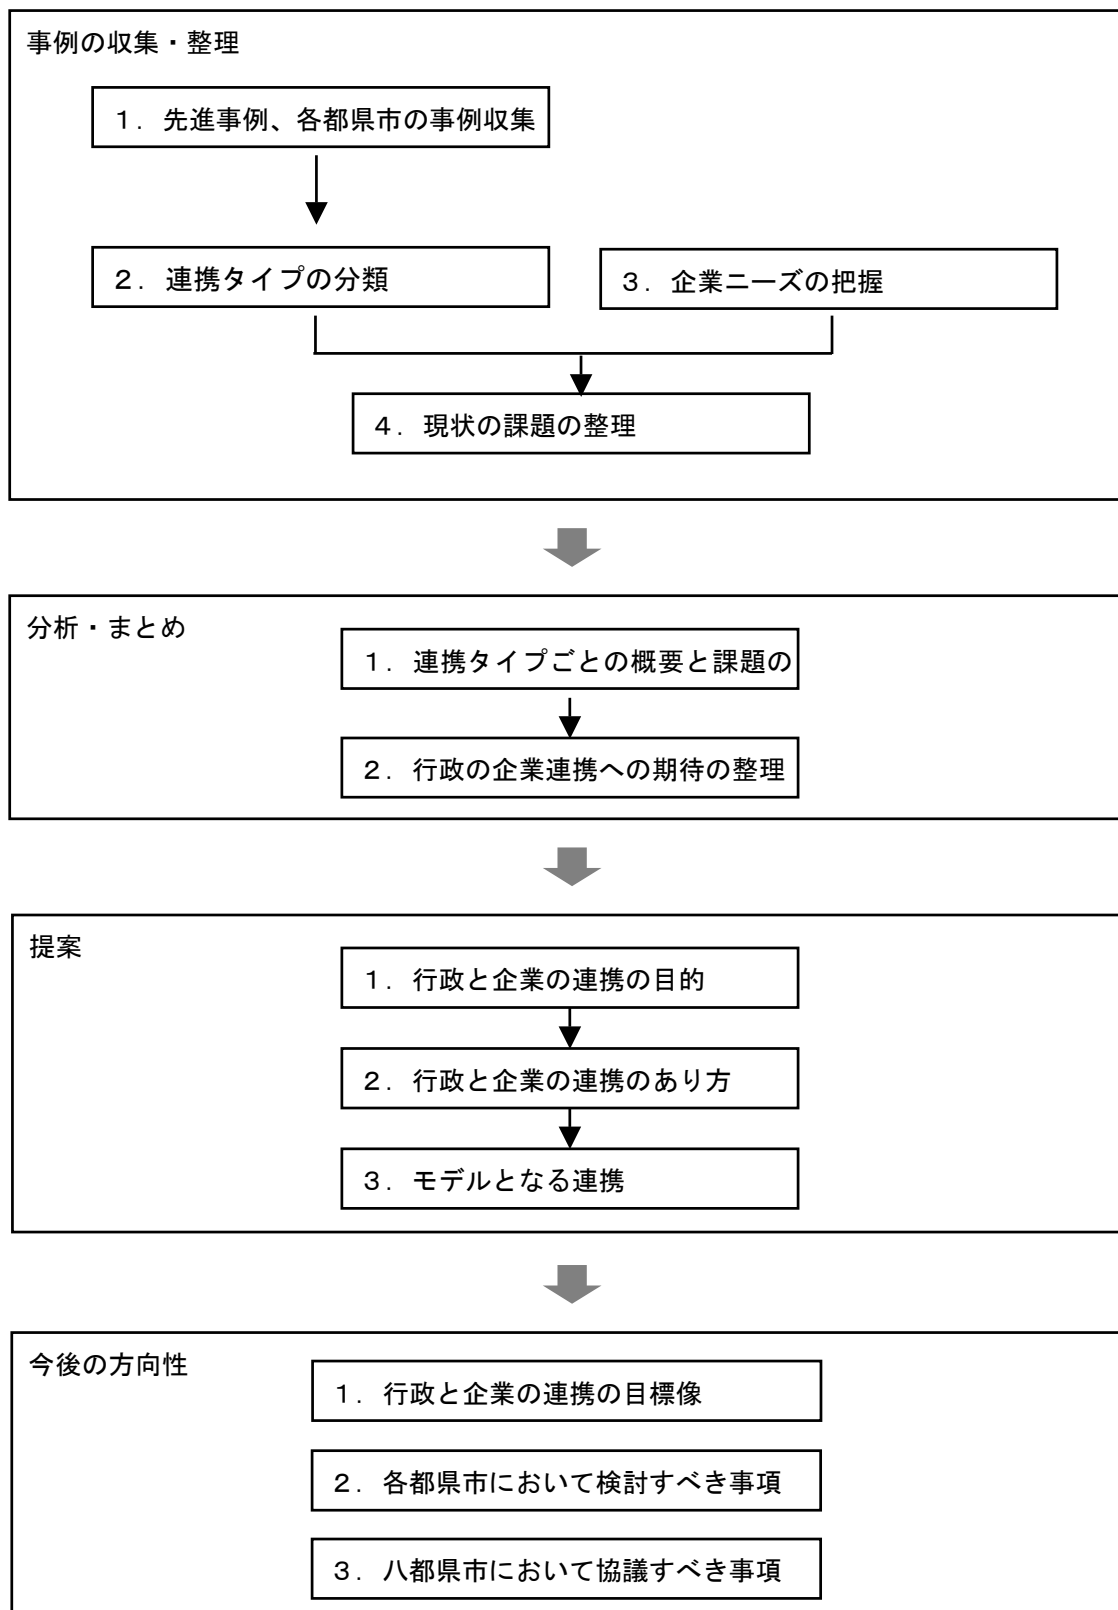 事例の収集・整理
１．先進事例、各都県市の事例収集
２．連携タイプの分類
３．企業ニーズの把握
４．現状の課題の整理
分析・まとめ
１．連携タイプごとの概要と課題の
２．行政の企業連携への期待の整理
提案
１．行政と企業の連携の目的
２．行政と企業の連携のあり方
３．モデルとなる連携
今後の方向性
１．行政と企業の連携の目標像
２．各都県市において検討すべき事項
３．八都県市において協議すべき事項